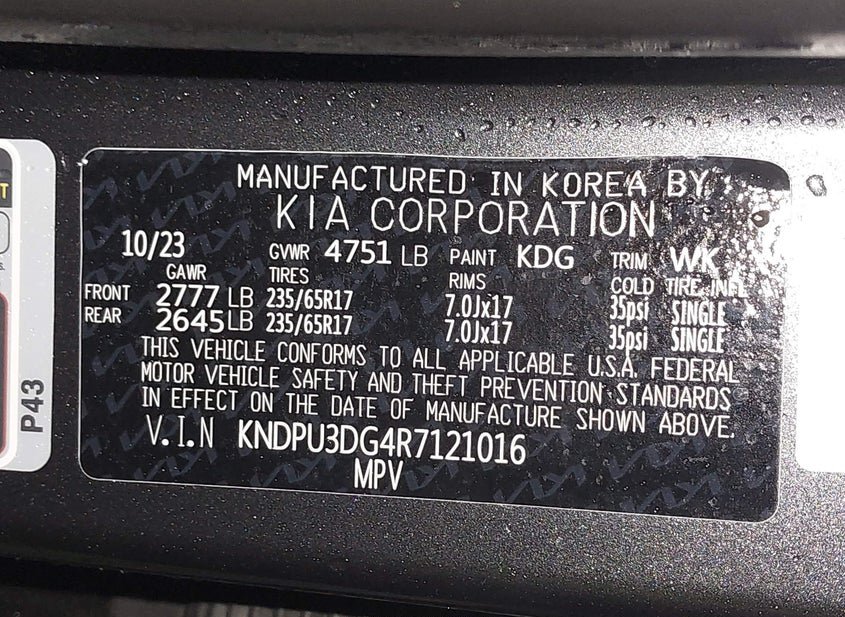 MANUFACTURED IN KOREA BY
KIA CORPORATION
10/23 GVWR 4751 LB PAINT KDG TRIM WK
GAWR TIRES RIMS COLD TIRE INFL
FRONT 2777 LB 235/65R17 7.0Jx17 35psi SINGLE
REAR 2645 LB 235/65R17 7.0Jx17 35psi SINGLE
THIS VEHICLE CONFORMS TO ALL APPLICABLE U.S.A. FEDERAL
MOTOR VEHICLE SAFETY AND THEFT PREVENTION STANDARDS
IN EFFECT ON THE DATE OF MANUFACTURE SHOWN ABOVE.
V.I.N KNDPU3DG4R7121016
MPV
P43